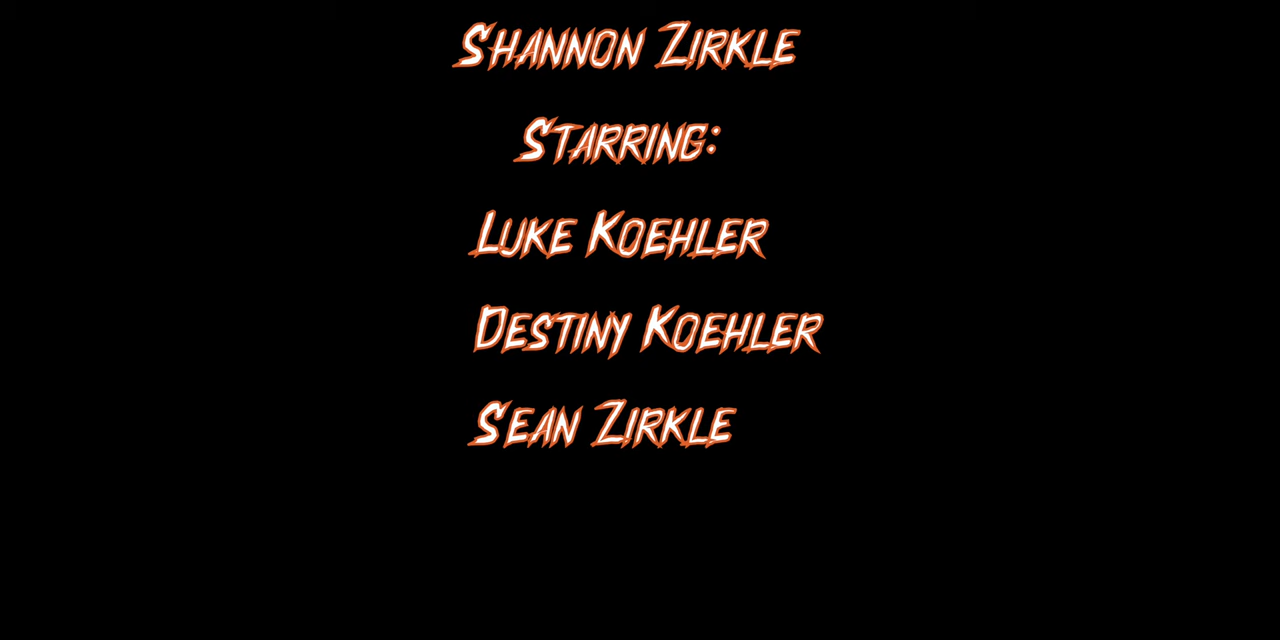 Shannon Zirkle
Starring:
Luke Koehler
Destiny Koehler
Sean Zirkle